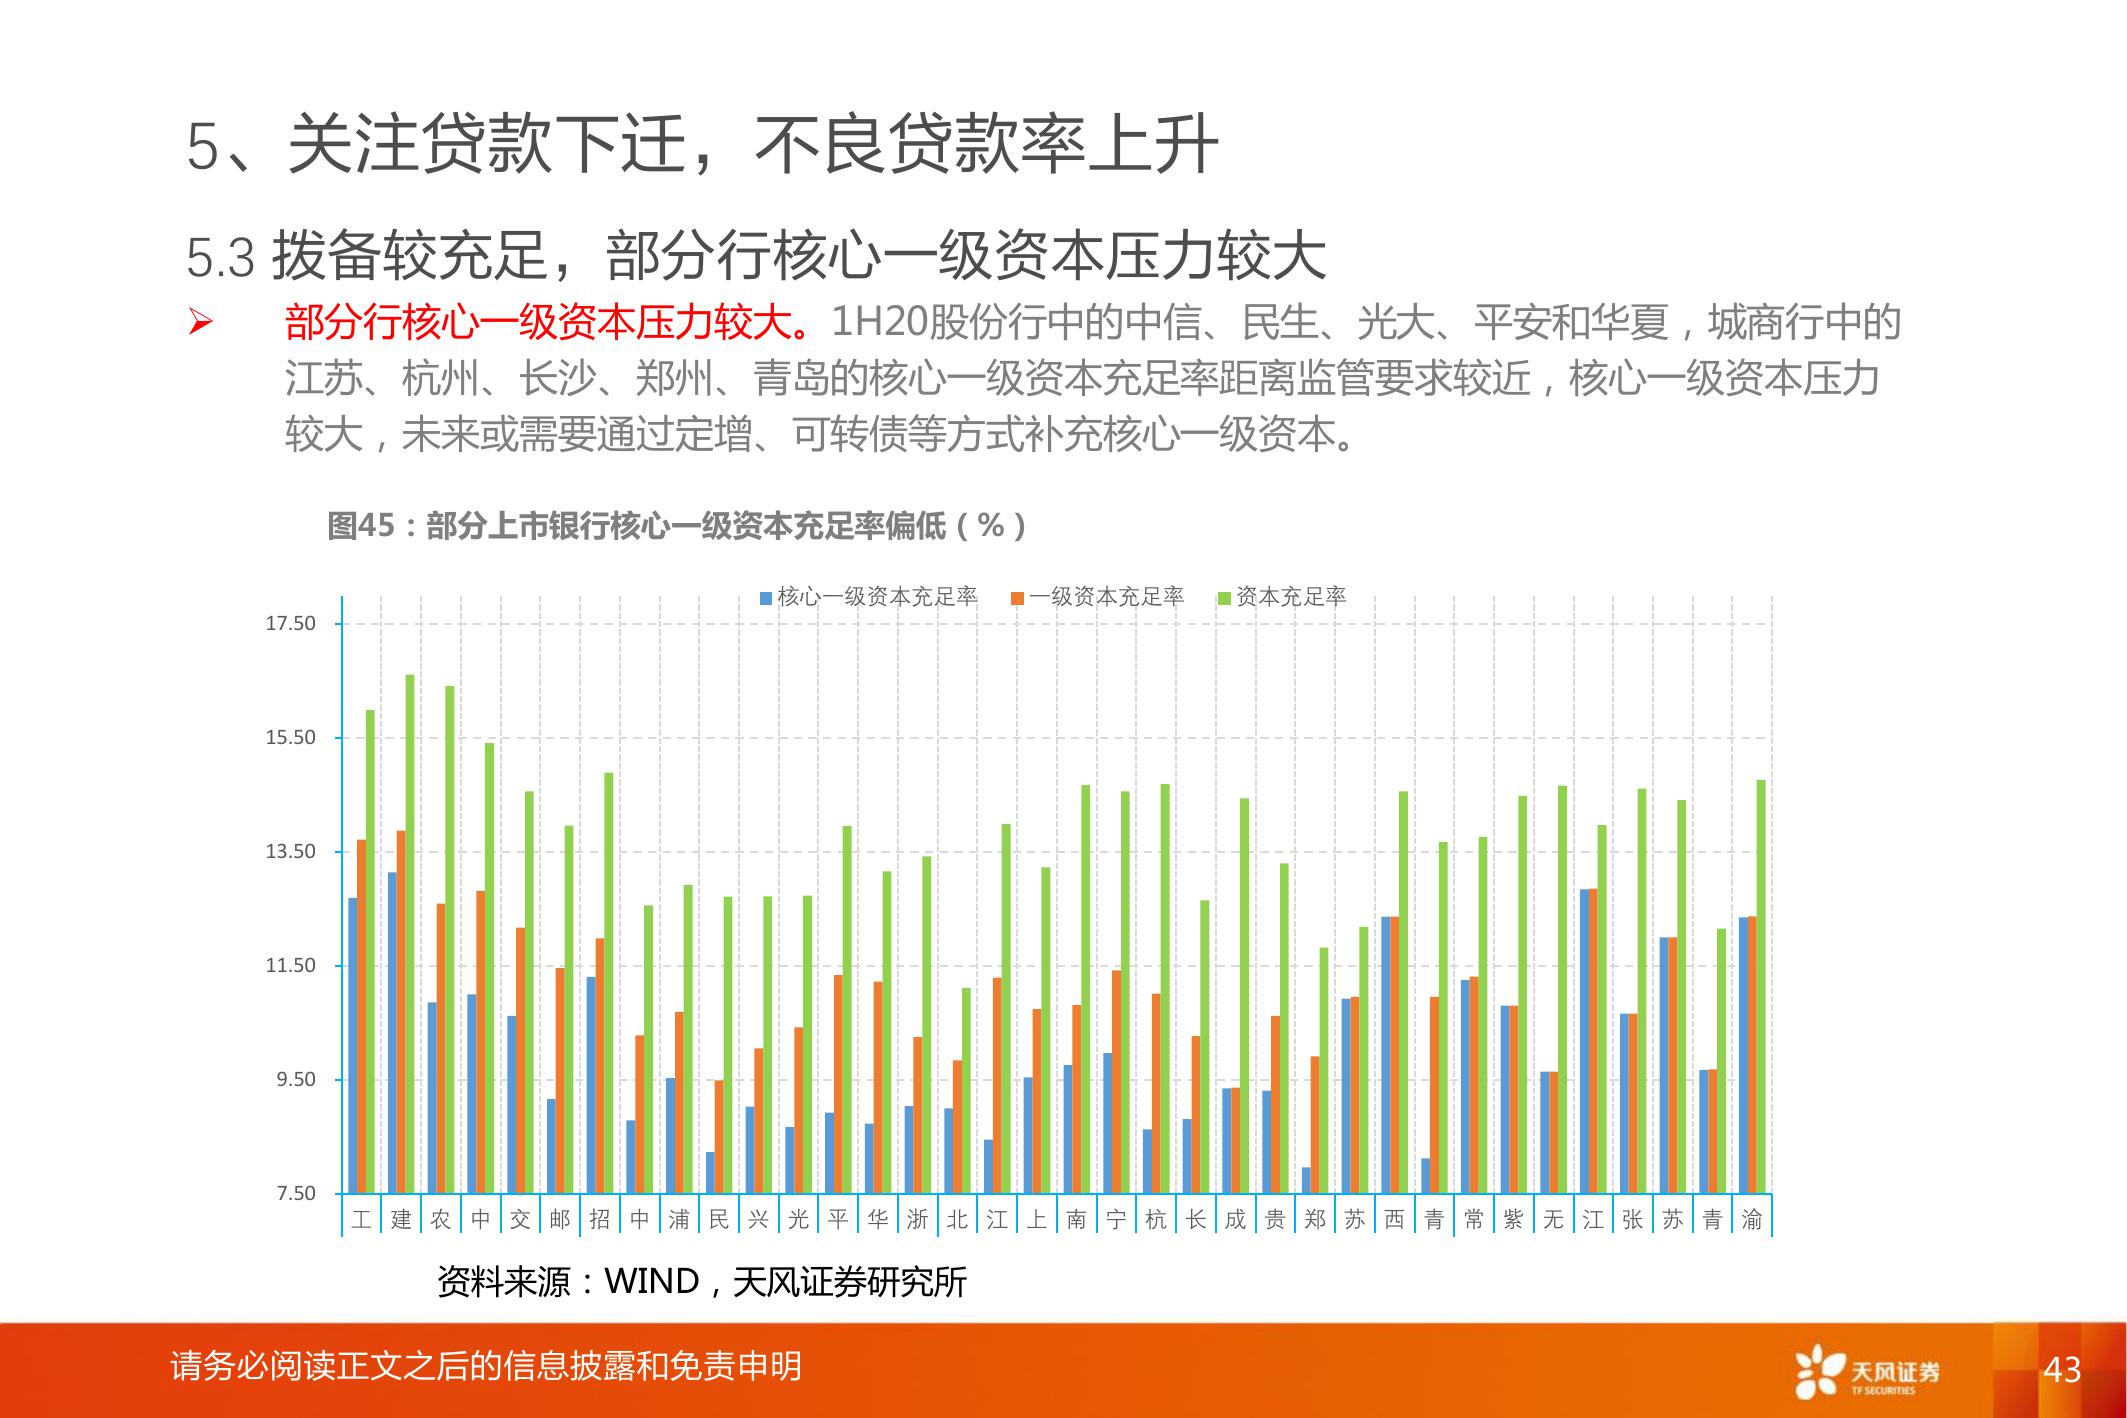 5、关注贷款下迁，不良贷款率上升
5.3 拨备较充足，部分行核心一级资本压力较大
部分行核心一级资本压力较大。1H20股份行中的中信、民生、光大、平安和华夏，城商行中的
江苏、杭州、长沙、郑州、青岛的核心一级资本充足率距离监管要求较近，核心一级资本压力
较大，未来或需要通过定增、可转债等方式补充核心一级资本。
图45：部分上市银行核心一级资本充足率偏低（%）
核心一级资本充足率 一级资本充足率 资本充足率
17.50
15.50
13.50
11.50
9.50
7.50
工 建 农 中 交 邮 招 中 浦 民 兴 光 平 华 浙 北 江 上 南 宁 杭 长 成 贵 郑 苏 西 青 常 紫 无 江 张 苏 青 渝
资料来源：WIND，天风证券研究所
请务必阅读正文之后的信息披露和免责申明
天风证券
TF SECURITIES
43